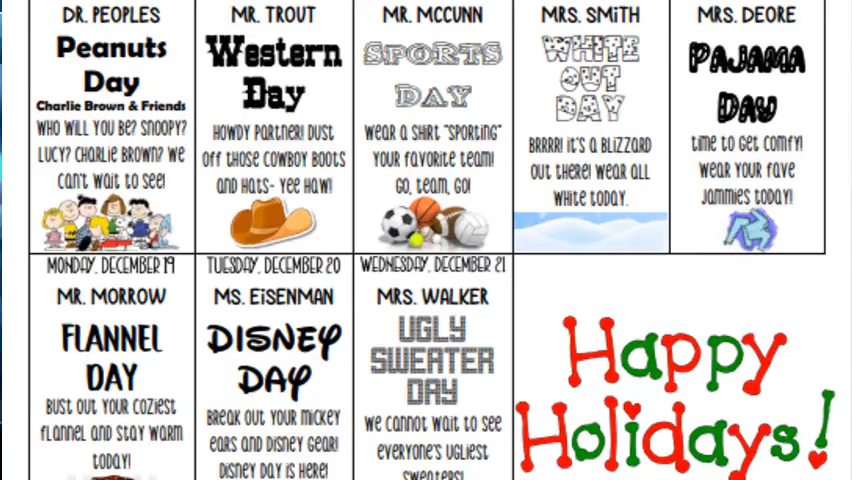 DR. PEOPLES
Peanuts
Day
Charlie Brown & Friends
WHO WILL YOU BE? SNOOPY?
LUCY? CHARLIE BROWN? WE
CAN'T WAIT TO SEE!
MR. TROUT
Western
Day
HOWDY PARTNER! DUST
OFF THOSE COWBOY BOOTS
AND HATS- YEE HAW!
MR. MCCUNN
SPORTS
DAY
WEAR A SHIRT "SPORTING"
YOUR FAVORITE TEAM!
GO, TEAM, GO!
MRS. SMITH
WHITE
OUT
DAY
BRRRR! IT'S A BLIZZARD
OUT THERE! WEAR ALL
WHITE TODAY.
MRS. DEORE
PAJAMA
DAY
TIME TO GET COMFY!
WEAR YOUR FAVE
JAMMIES TODAY!
MONDAY, DECEMBER 19
MR. MORROW
FLANNEL
DAY
BUST OUT YOUR COZIEST
FLANNEL AND STAY WARM
TODAY!
TUESDAY, DECEMBER 20
MS. EISENMAN
DISNEY
DAY
BREAK OUT YOUR MICKEY
EARS AND DISNEY GEAR!
DISNEY DAY IS HERE!
WEDNESDAY, DECEMBER 21
MRS. WALKER
UGLY
SWEATER
DAY
WE CANNOT WAIT TO SEE
EVERYONE'S UGLIEST
SWEATERS!
Happy
Holidays!